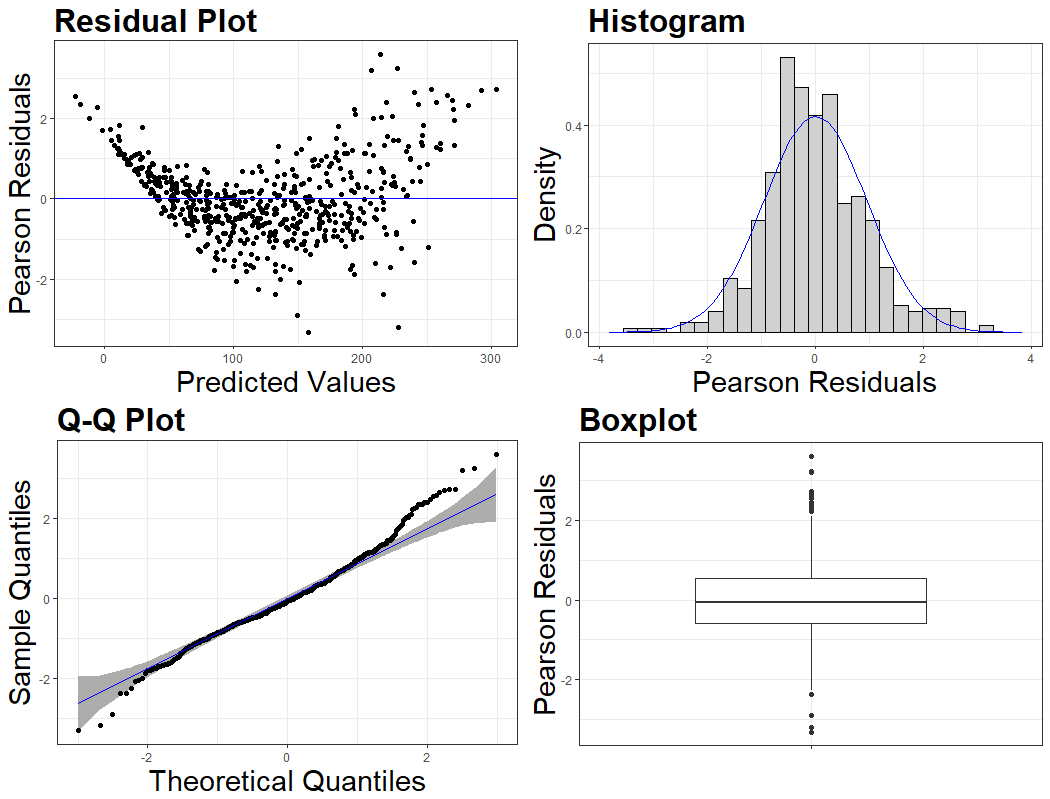 Residual Plot
Pearson Residuals
2
0
-2
0
100
200
300
Predicted Values
Histogram
Density
0.4
0.2
0.0
-4
-2
0
2
4
Pearson Residuals
Q-Q Plot
Sample Quantiles
2
0
-2
-2
0
2
Theoretical Quantiles
Boxplot
Pearson Residuals
2
0
-2